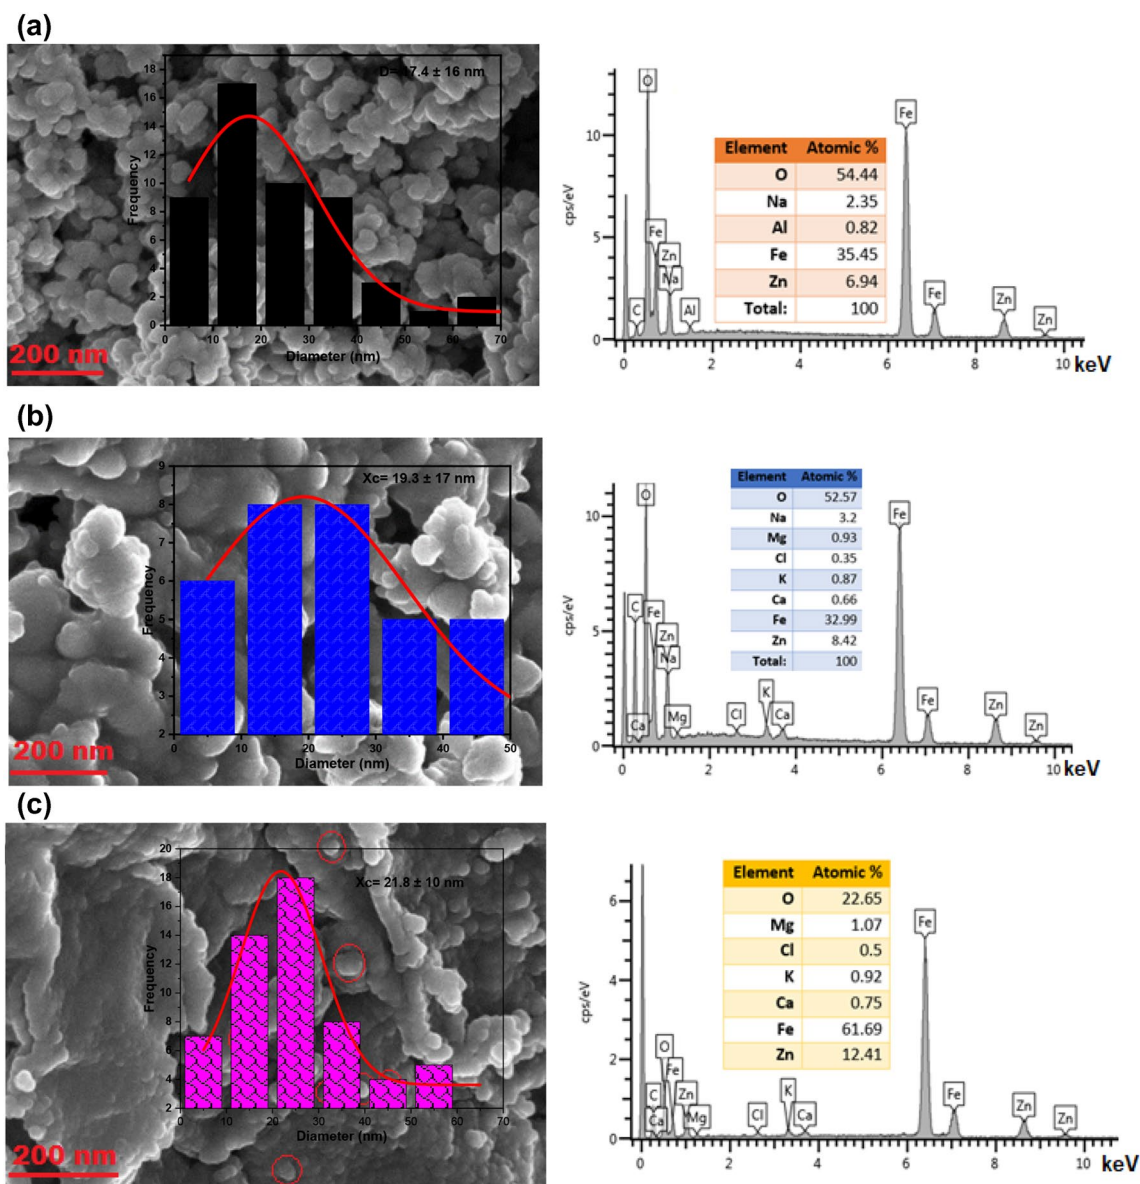 (a)
18
16
14
12
10
8
6
4
2
0
Frequency
D= 17.4 ± 16 nm
0 10 20 30 40 50 60 70
Diameter (nm)
200 nm
cps/eV
10
5
0
O
Fe
Zn
Na
C
Al
Fe
Fe
Zn
Zn
Element Atomic %
O 54.44
Na 2.35
Al 0.82
Fe 35.45
Zn 6.94
Total: 100
0 2 4 6 8 10 keV
(b)
9
8
7
6
5
4
3
2
Frequency
Xc= 19.3 ± 17 nm
0 10 20 30 40 50
Diameter (nm)
200 nm
cps/eV
10
5
0
O
C
Fe
Zn
Na
Ca
Mg
Cl
K
Ca
Fe
Fe
Zn
Zn
Element Atomic %
O 52.57
Na 3.2
Mg 0.93
Cl 0.35
K 0.87
Ca 0.66
Fe 32.99
Zn 8.42
Total: 100
0 2 4 6 8 10 keV
(c)
20
18
16
14
12
10
8
6
4
2
Frequency
Xc= 21.8 ± 10 nm
0 10 20 30 40 50 60 70
Diameter (nm)
200 nm
cps/eV
6
4
2
0
O
Fe
C
Zn
Ca
Mg
Cl
K
Ca
Fe
Fe
Zn
Zn
Element Atomic %
O 22.65
Mg 1.07
Cl 0.5
K 0.92
Ca 0.75
Fe 61.69
Zn 12.41
0 2 4 6 8 10 keV